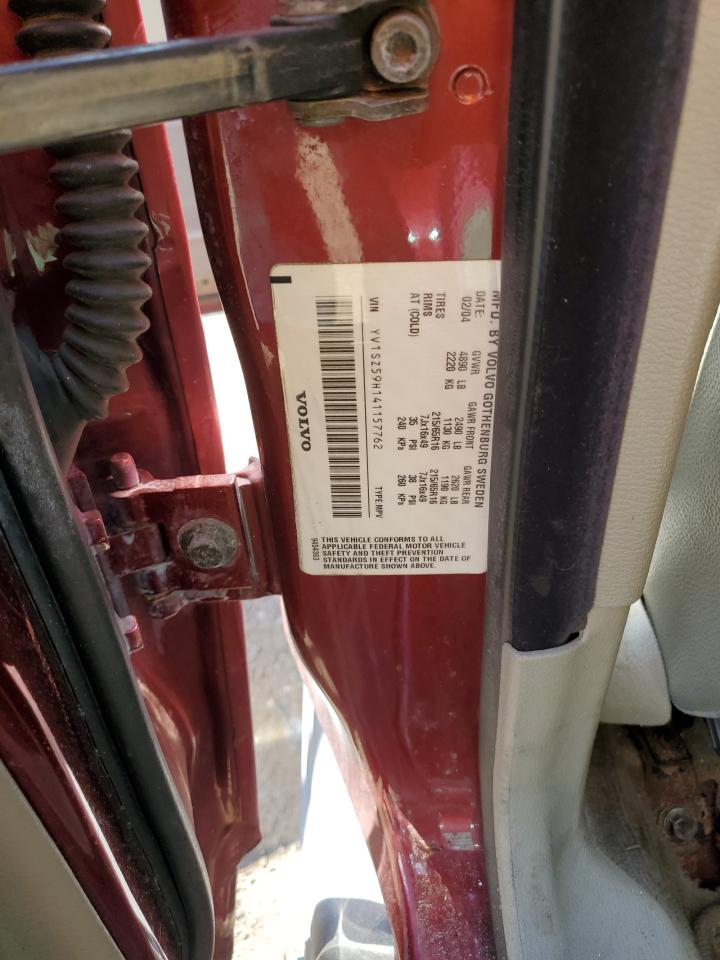 MFD. BY VOLVO GOTHENBURG SWEDEN
DATE: GVWR GAWR FRONT GAWR REAR
02/04 4890 LB 2490 LB 2620 LB
2220 KG 1130 KG 1190 KG
TIRES 215/65R16 215/65R16
RIMS 7Jx16x49 7Jx16x49
AT (COLD) 35 PSI 38 PSI
240 KPa 260 KPa
VIN YV1SZ59H141157762 TYPE:MPV
VOLVO
THIS VEHICLE CONFORMS TO ALL
APPLICABLE FEDERAL MOTOR VEHICLE
SAFETY AND THEFT PREVENTION
STANDARDS IN EFFECT ON THE DATE OF
MANUFACTURE SHOWN ABOVE.
9454363